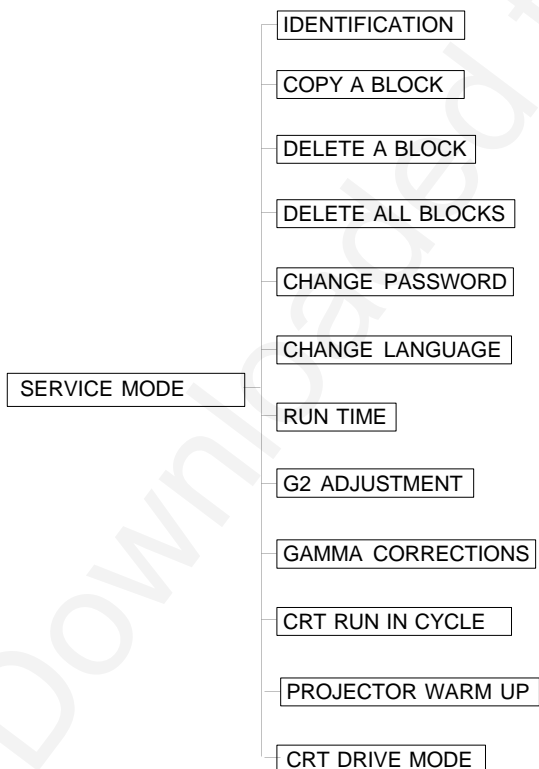 IDENTIFICATION
COPY A BLOCK
DELETE A BLOCK
DELETE ALL BLOCKS
CHANGE PASSWORD
CHANGE LANGUAGE
SERVICE MODE
RUN TIME
G2 ADJUSTMENT
GAMMA CORRECTIONS
CRT RUN IN CYCLE
PROJECTOR WARM UP
CRT DRIVE MODE
Downloaded